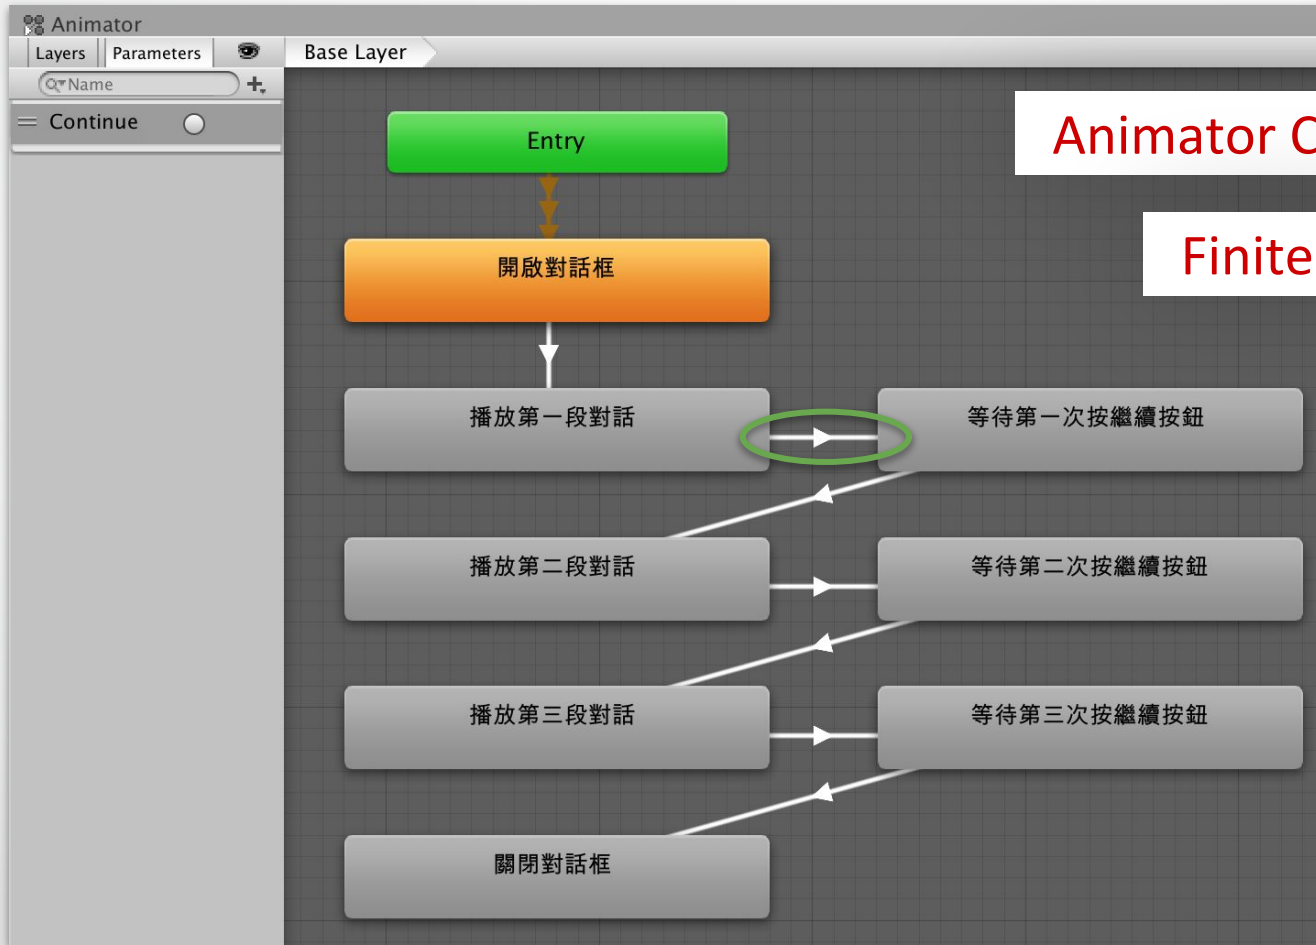 Animator
Layers Parameters Base Layer
Name
Continue
Entry
Animator C
Finite
開啟對話框
播放第一段對話
等待第一次按繼續按鈕
播放第二段對話
等待第二次按繼續按鈕
播放第三段對話
等待第三次按繼續按鈕
關閉對話框